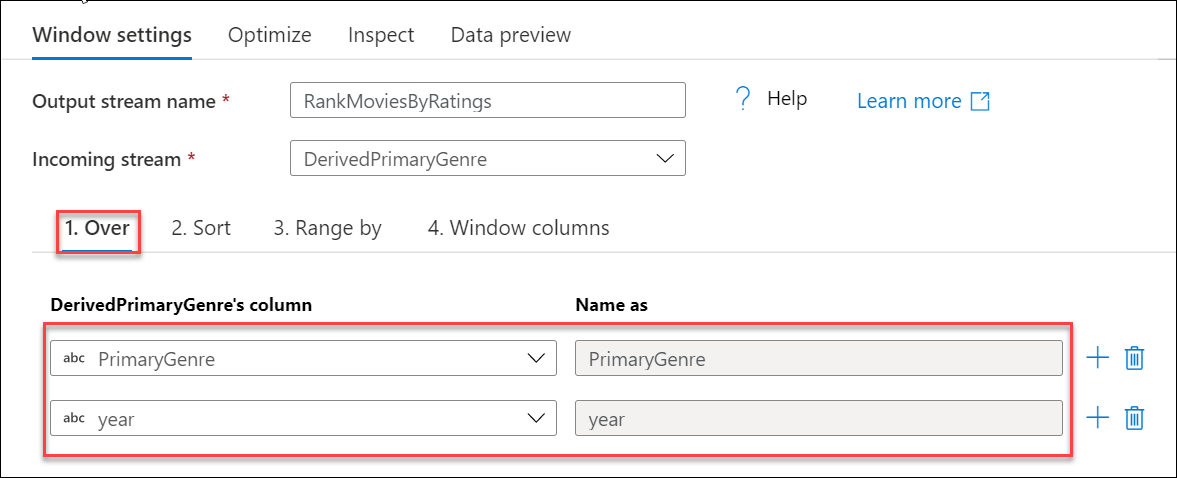 Window settings Optimize Inspect Data preview
Output stream name * RankMoviesByRatings ? Help Learn more
Incoming stream * DerivedPrimaryGenre
1. Over 2. Sort 3. Range by 4. Window columns
DerivedPrimaryGenre's column Name as
abc PrimaryGenre PrimaryGenre
abc year year